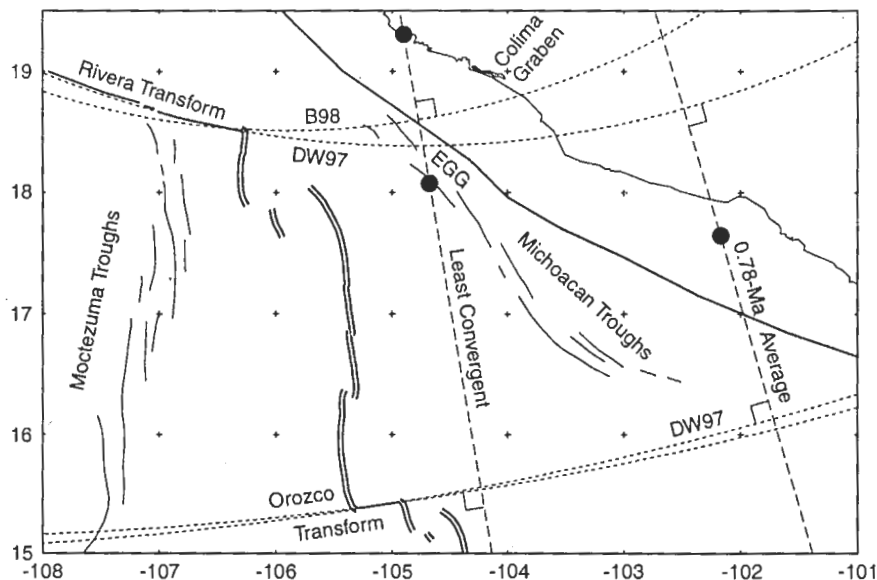 19
18
17
16
15
-108
-107
-106
-105
-104
-103
-102
-101
Rivera Transform
B98
DW97
Colima
Graben
EGG
Moctezuma Troughs
Least Convergent
Michoacan Troughs
0.78-Ma
Average
DW97
Orozco
Transform